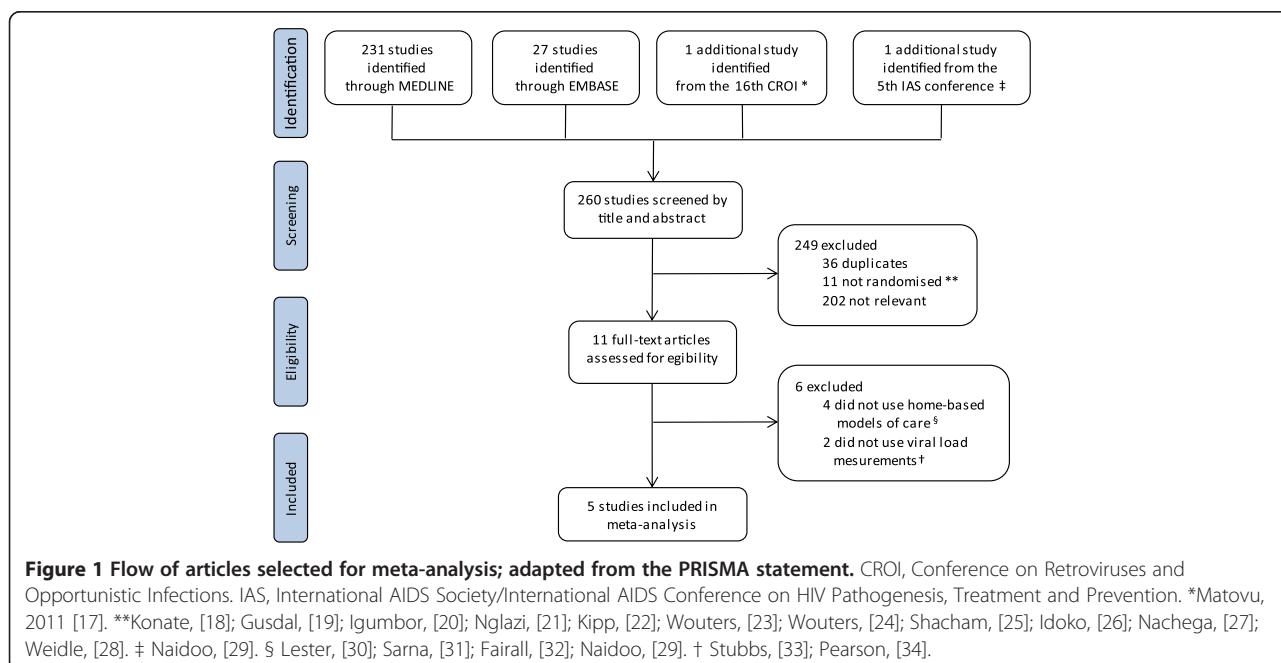 Identification
231 studies
identified
through MEDLINE
27 studies
identified
through EMBASE
1 additional study
identified
from the 16th CROI *
1 additional study
identified from the
5th IAS conference ‡
Screening
260 studies screened by
title and abstract
249 excluded
36 duplicates
11 not randomised **
202 not relevant
Eligibility
11 full-text articles
assessed for egibility
6 excluded
4 did not use home-based
models of care§
2 did not use viral load
mesurements†
Included
5 studies included in
meta-analysis
Figure 1 Flow of articles selected for meta-analysis; adapted from the PRISMA statement. CROI, Conference on Retroviruses and
Opportunistic Infections. IAS, International AIDS Society/International AIDS Conference on HIV Pathogenesis, Treatment and Prevention. *Matovu,
2011 [17]. **Konate, [18]; Gusdal, [19]; Igumbor, [20]; Nglazi, [21]; Kipp, [22]; Wouters, [23]; Wouters, [24]; Shacham, [25]; Idoko, [26]; Nachega, [27];
Weidle, [28]. ‡ Naidoo, [29]. § Lester, [30]; Sarna, [31]; Fairall, [32]; Naidoo, [29]. † Stubbs, [33]; Pearson, [34].